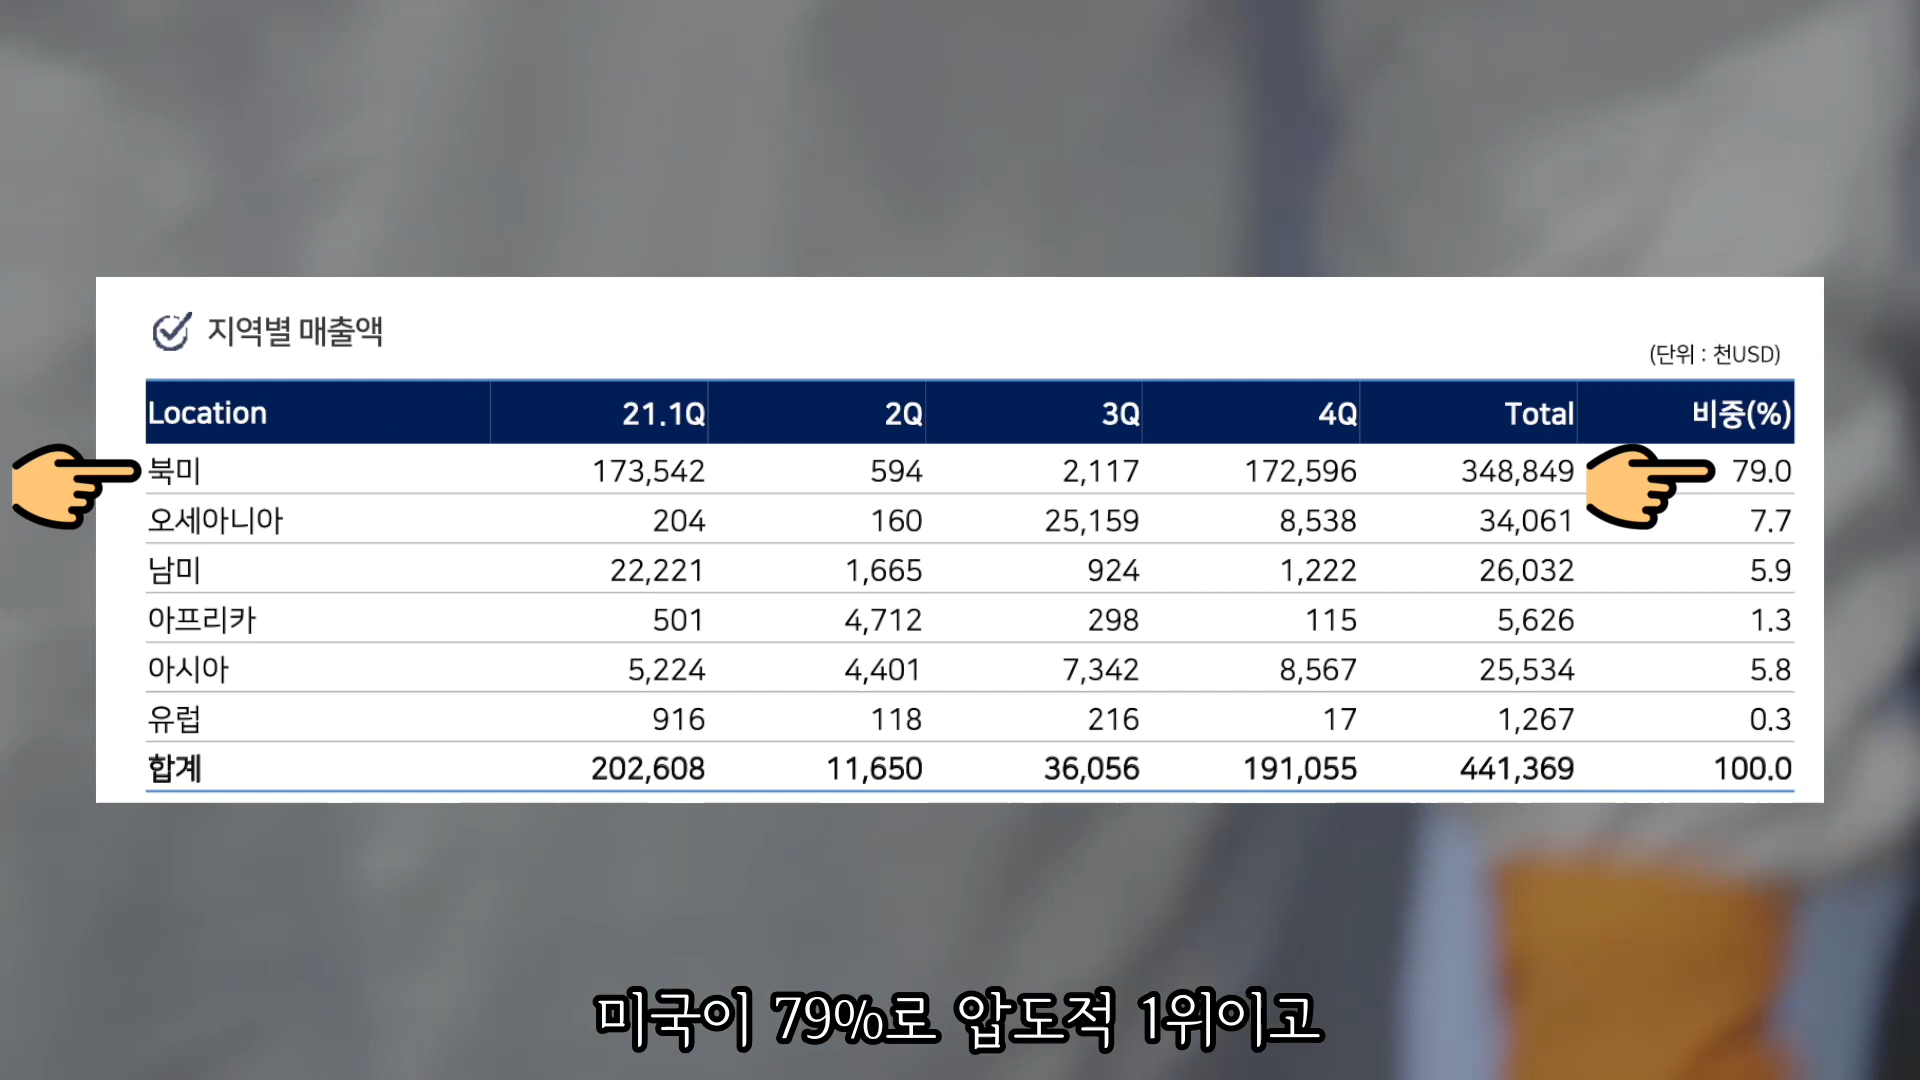 지역별 매출액
(단위 : 천USD)
Location 21.1Q 2Q 3Q 4Q Total 비중(%)
북미 173,542 594 2,117 172,596 348,849 79.0
오세아니아 204 160 25,159 8,538 34,061 7.7
남미 22,221 1,665 924 1,222 26,032 5.9
아프리카 501 4,712 298 115 5,626 1.3
아시아 5,224 4,401 7,342 8,567 25,534 5.8
유럽 916 118 216 17 1,267 0.3
합계 202,608 11,650 36,056 191,055 441,369 100.0
미국이 79%로 압도적 1위이고